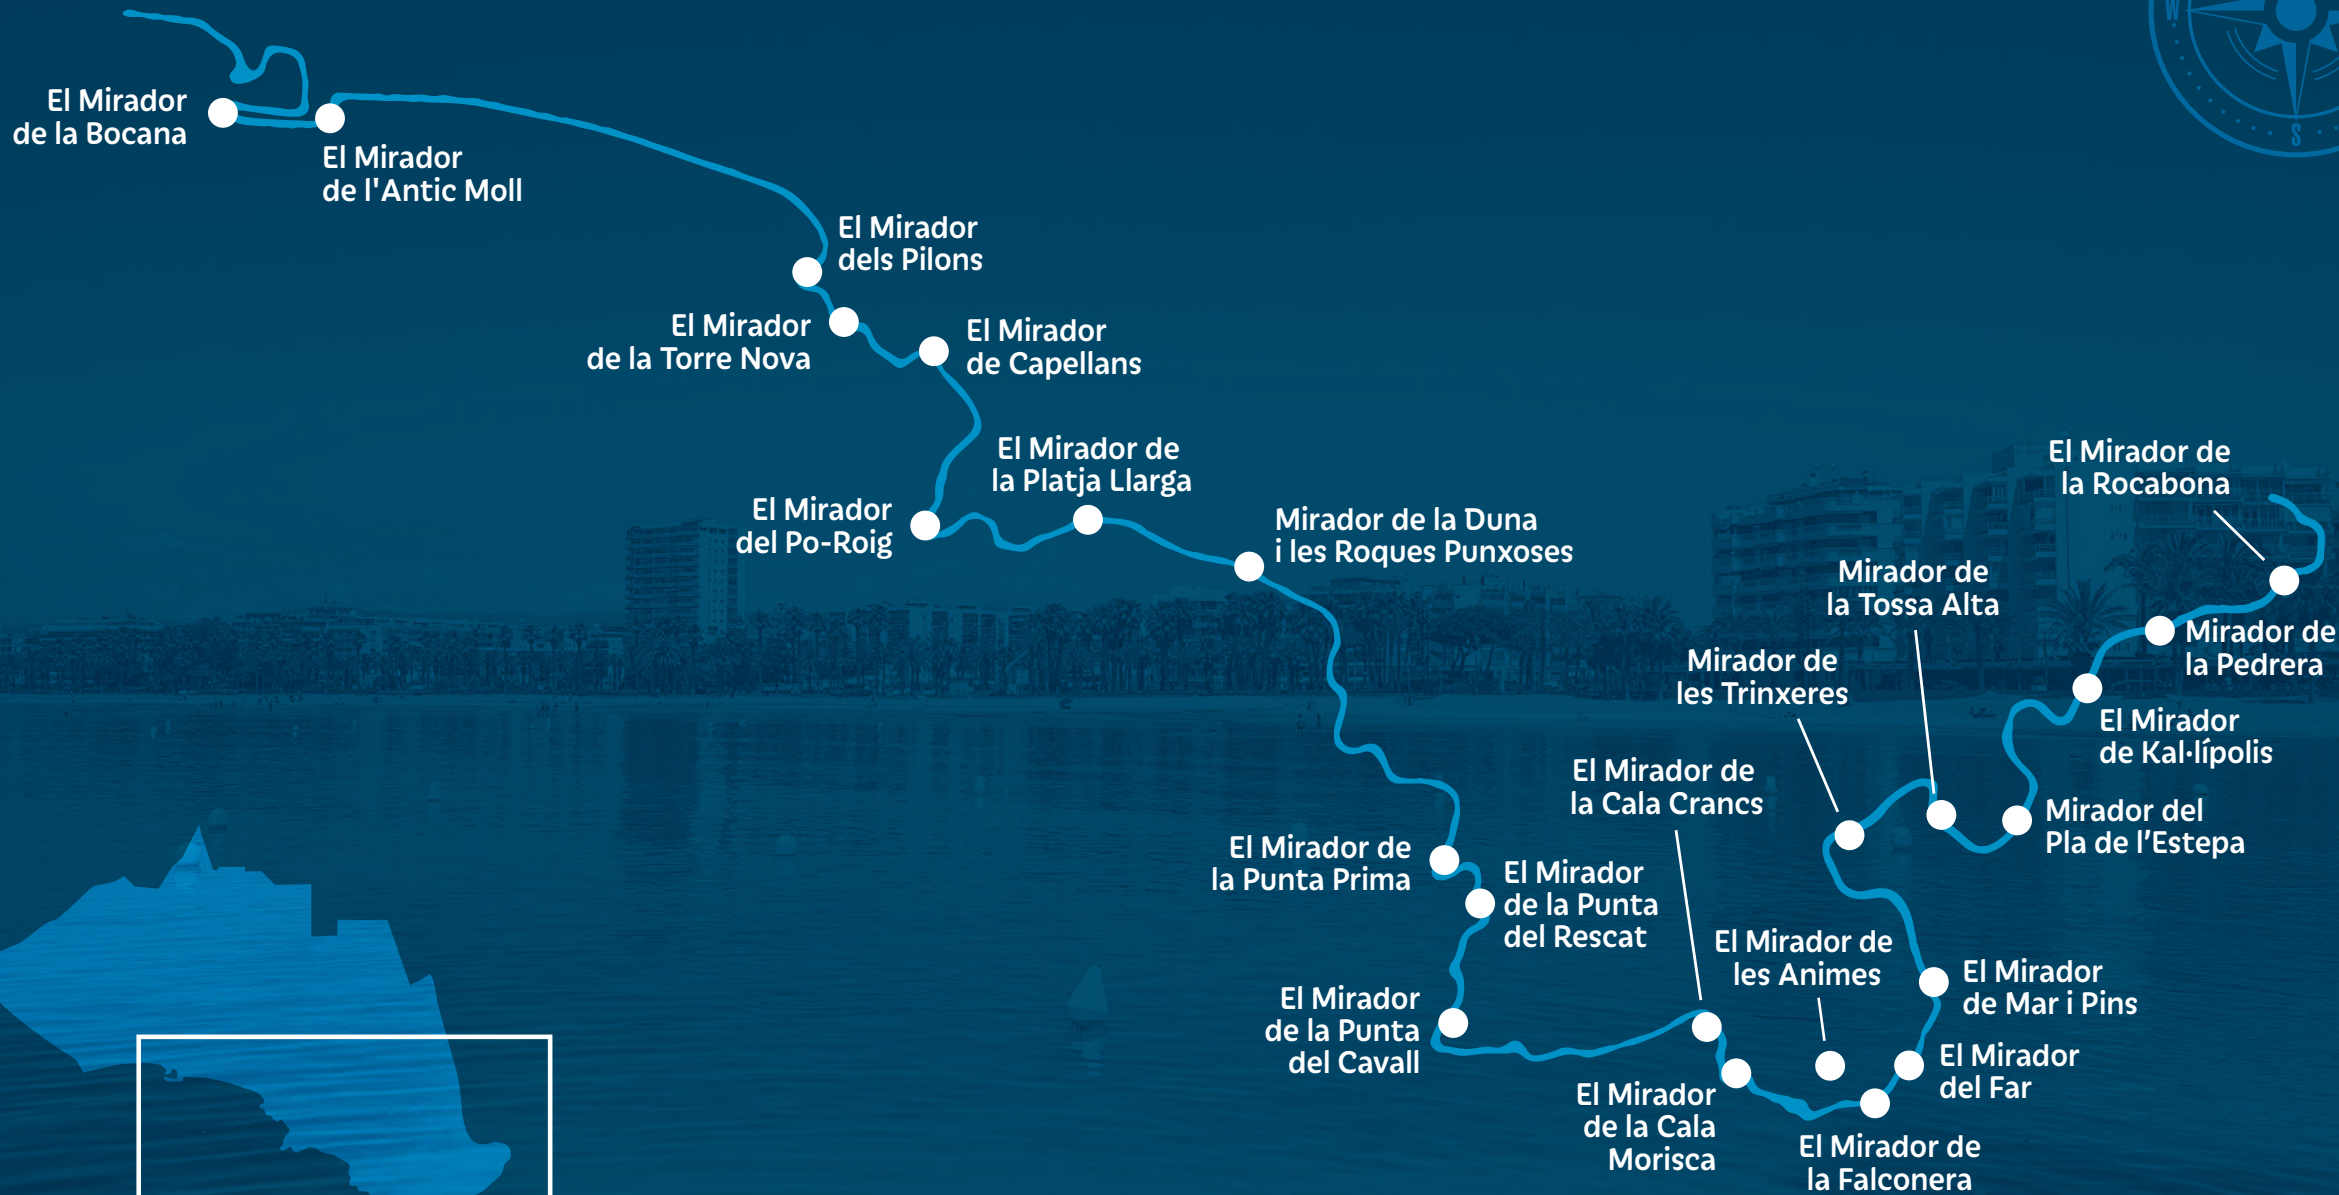 W
S
El Mirador
de la Bocana
El Mirador
de l'Antic Moll
El Mirador
dels Pilons
El Mirador
de la Torre Nova
El Mirador
de Capellans
El Mirador de
la Platja Llarga
El Mirador
del Po-Roig
Mirador de la Duna
i les Roques Punxoses
El Mirador de
la Rocabona
Mirador de
la Tossa Alta
Mirador de
la Pedrera
Mirador de
les Trinxeres
El Mirador
de Kal·lípolis
El Mirador de
la Cala Crancs
Mirador del
Pla de l'Estepa
El Mirador de
la Punta Prima
El Mirador
de la Punta
del Rescat
El Mirador de
les Animes
El Mirador
de Mar i Pins
El Mirador
de la Punta
del Cavall
El Mirador
del Far
El Mirador
de la Cala
Morisca
El Mirador de
la Falconera